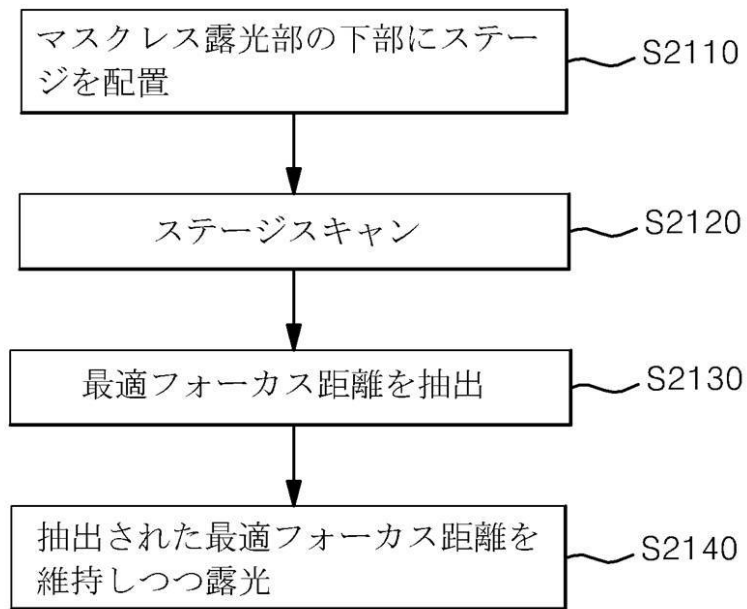 マスクレス露光部の下部にステー
ジを配置
S2110
ステージスキャン
S2120
最適フォーカス距離を抽出
S2130
抽出された最適フォーカス距離を
維持しつつ露光
S2140